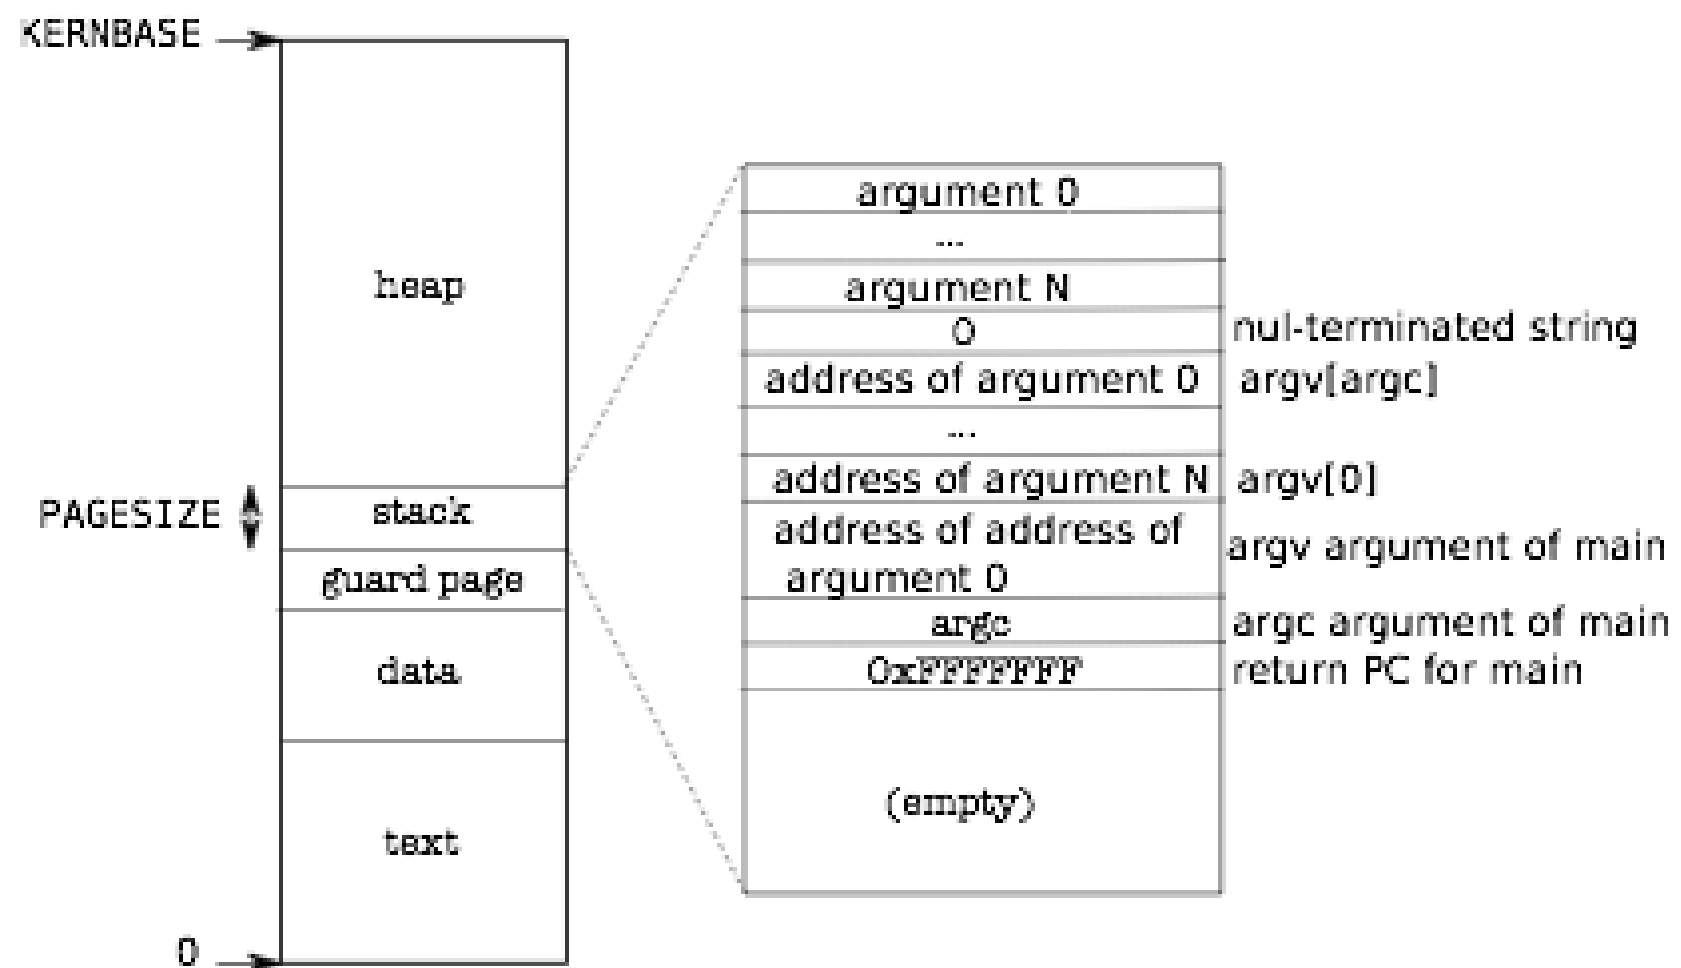 KERNBASE
heap
PAGESIZE
stack
guard page
data
text
0
argument 0
...
argument N
0
nul-terminated string
address of argument 0
argv[argc]
...
address of argument N
argv[0]
address of address of
argument 0
argv argument of main
argc
argc argument of main
0xFFFFFFF
return PC for main
(empty)